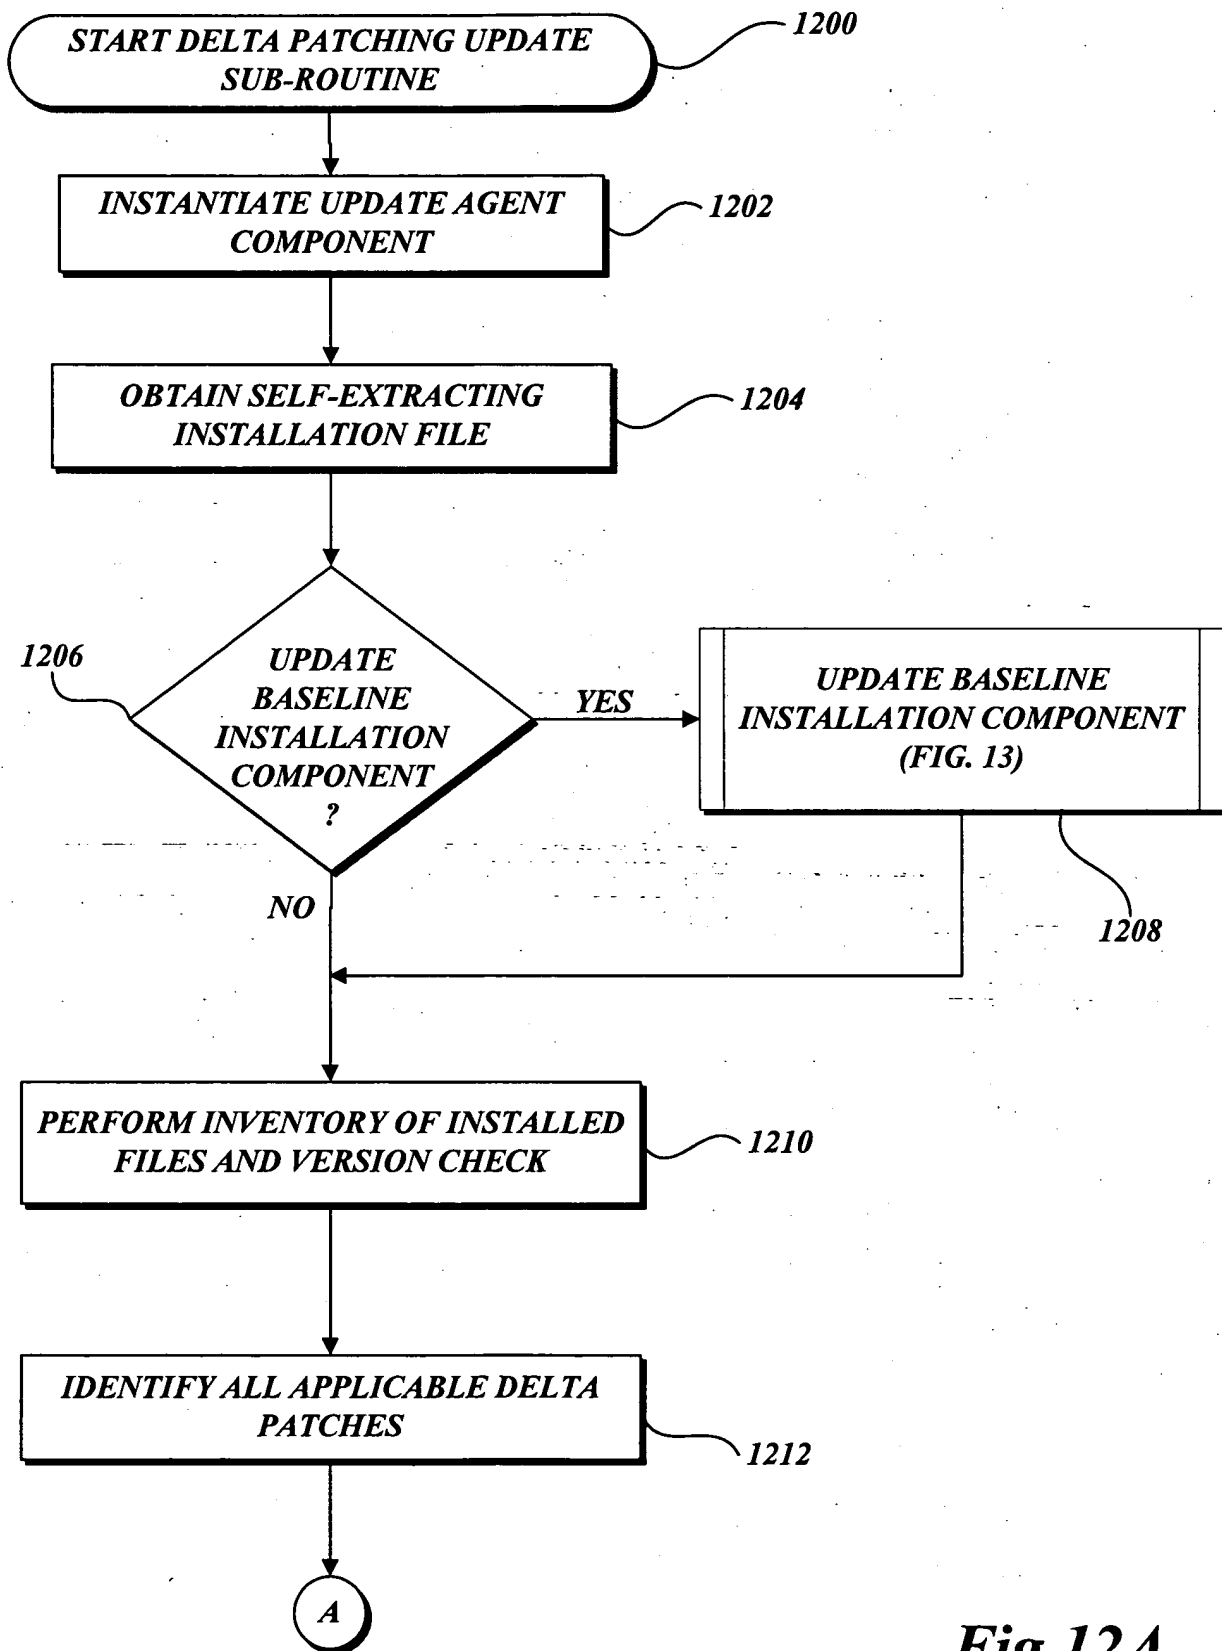 START DELTA PATCHING UPDATE
SUB-ROUTINE
1200
INSTANTIATE UPDATE AGENT
COMPONENT
1202
OBTAIN SELF-EXTRACTING
INSTALLATION FILE
1204
1206
UPDATE
BASELINE
INSTALLATION
COMPONENT
?
YES
UPDATE BASELINE
INSTALLATION COMPONENT
(FIG. 13)
1208
NO
PERFORM INVENTORY OF INSTALLED
FILES AND VERSION CHECK
1210
IDENTIFY ALL APPLICABLE DELTA
PATCHES
1212
A
Fig. 12A.